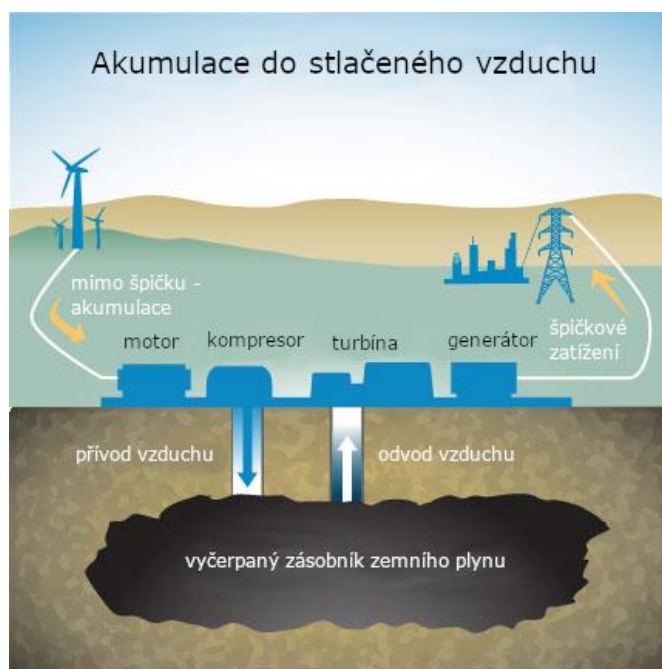 Akumulace do stlačeného vzduchu
mimo špičku -
akumulace
špičkové
zatížení
motor kompresor turbína generátor
přívod vzduchu odvod vzduchu
vyčerpaný zásobník zemního plynu